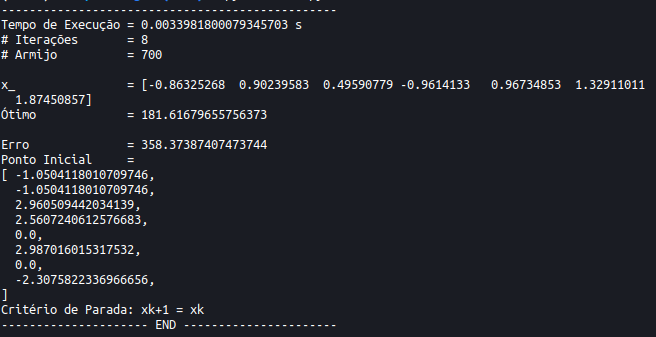 ----------------------------------------------
Tempo de Execução = 0.0033981800079345703 s
# Iterações       = 8
# Armijo          = 700
x_                = [-0.86325268  0.90239583  0.49590779 -0.9614133   0.96734853  1.32911011
  1.87450857]
Ótimo             = 181.61679655756373
Erro              = 358.37387407473744
Ponto Inicial     =
[ -1.0504118010709746,
  -1.0504118010709746,
  2.960509442034139,
  2.5607240612576683,
  0.0,
  2.987016015317532,
  0.0,
  -2.3075822336966656,
]
Critério de Parada: xk+1 = xk
-------------------- END ---------------------